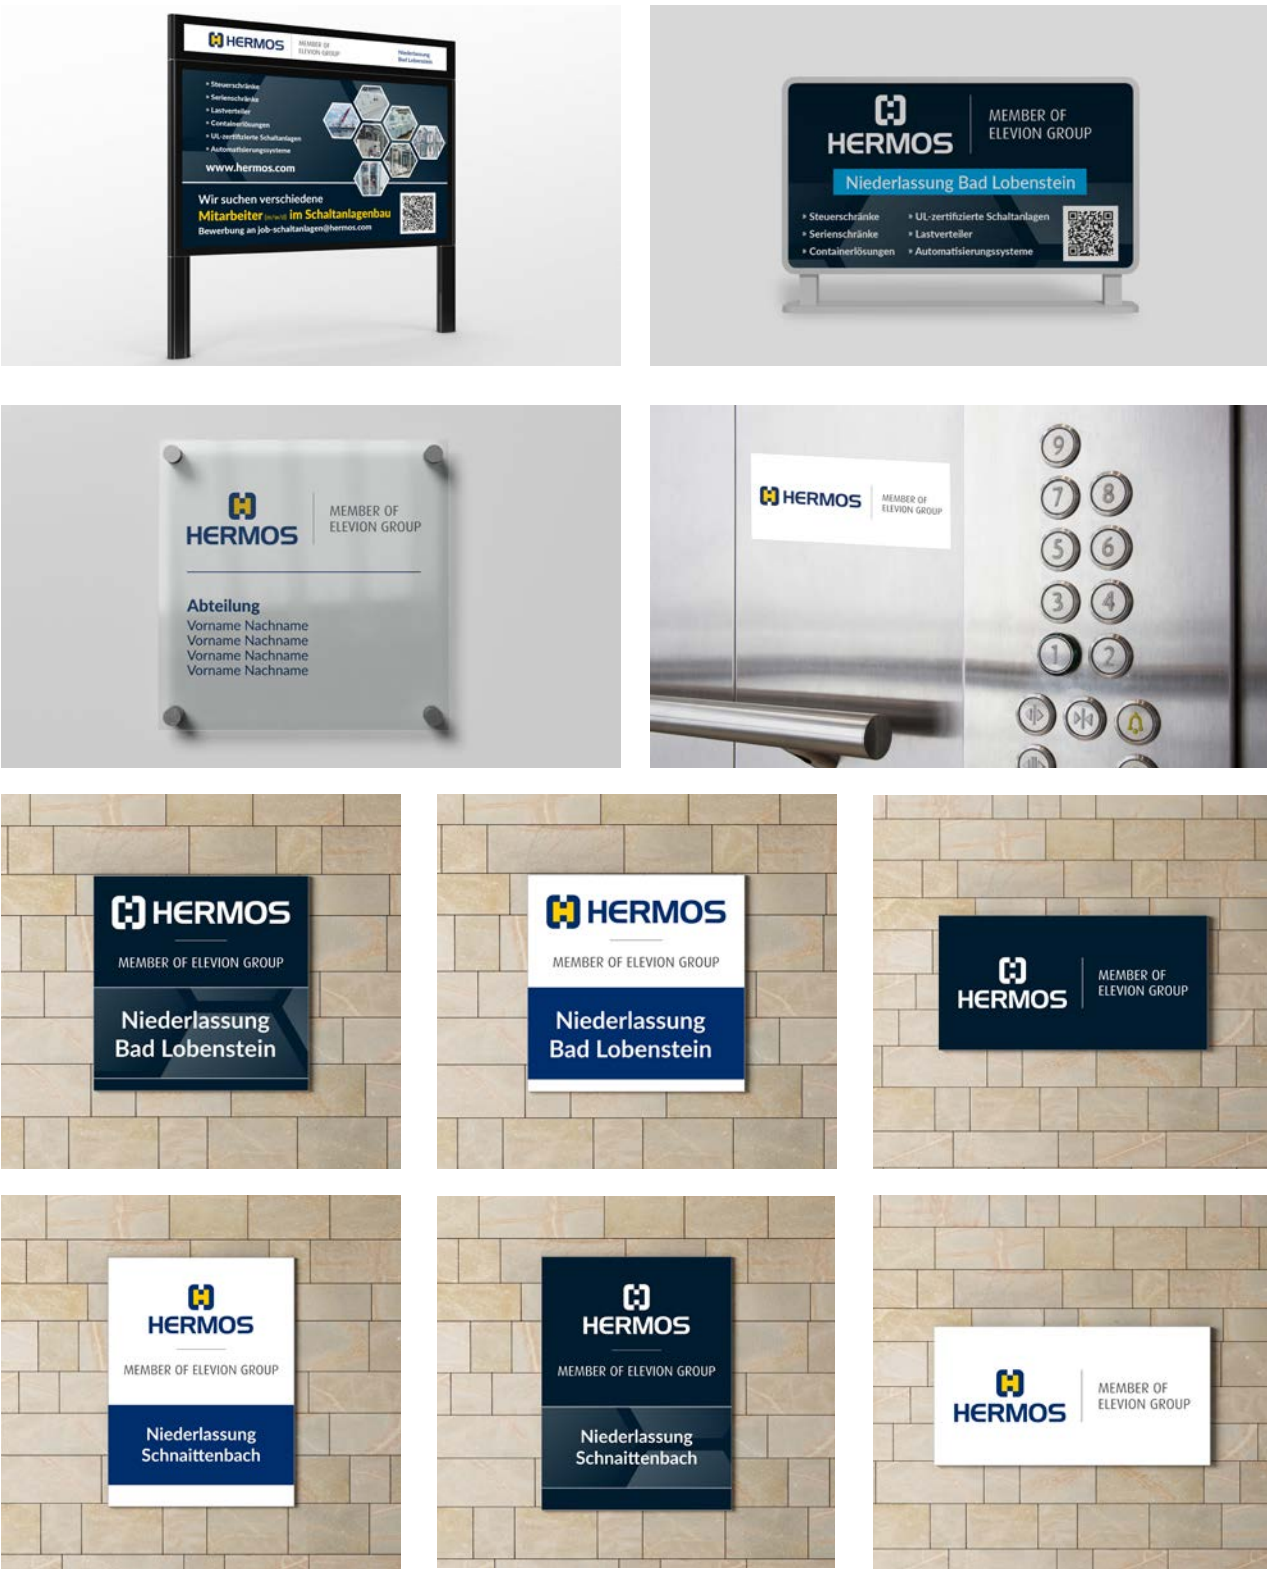 HERMOS
MEMBER OF
ELEVION GROUP
Niederlassung
Bad Lobenstein
» Steuerschränke
» Serienschränke
» Lastverteiler
» Containerlösungen
» UL-zertifizierte Schaltanlagen
» Automatisierungssysteme
www.hermos.com
Wir suchen verschiedene
Mitarbeiter (m/w/d) im Schaltanlagenbau
Bewerbung an job-schaltanlagen@hermos.com
HERMOS
MEMBER OF
ELEVION GROUP
Niederlassung Bad Lobenstein
» Steuerschränke
» Serienschränke
» Containerlösungen
» UL-zertifizierte Schaltanlagen
» Lastverteiler
» Automatisierungssysteme
HERMOS
MEMBER OF
ELEVION GROUP
Abteilung
Vorname Nachname
Vorname Nachname
Vorname Nachname
Vorname Nachname
HERMOS
MEMBER OF
ELEVION GROUP
9
7 8
5 6
3 4
1 2
HERMOS
MEMBER OF ELEVION GROUP
Niederlassung
Bad Lobenstein
HERMOS
MEMBER OF ELEVION GROUP
Niederlassung
Bad Lobenstein
HERMOS
MEMBER OF
ELEVION GROUP
HERMOS
MEMBER OF ELEVION GROUP
Niederlassung
Schnaittenbach
HERMOS
MEMBER OF ELEVION GROUP
Niederlassung
Schnaittenbach
HERMOS
MEMBER OF
ELEVION GROUP